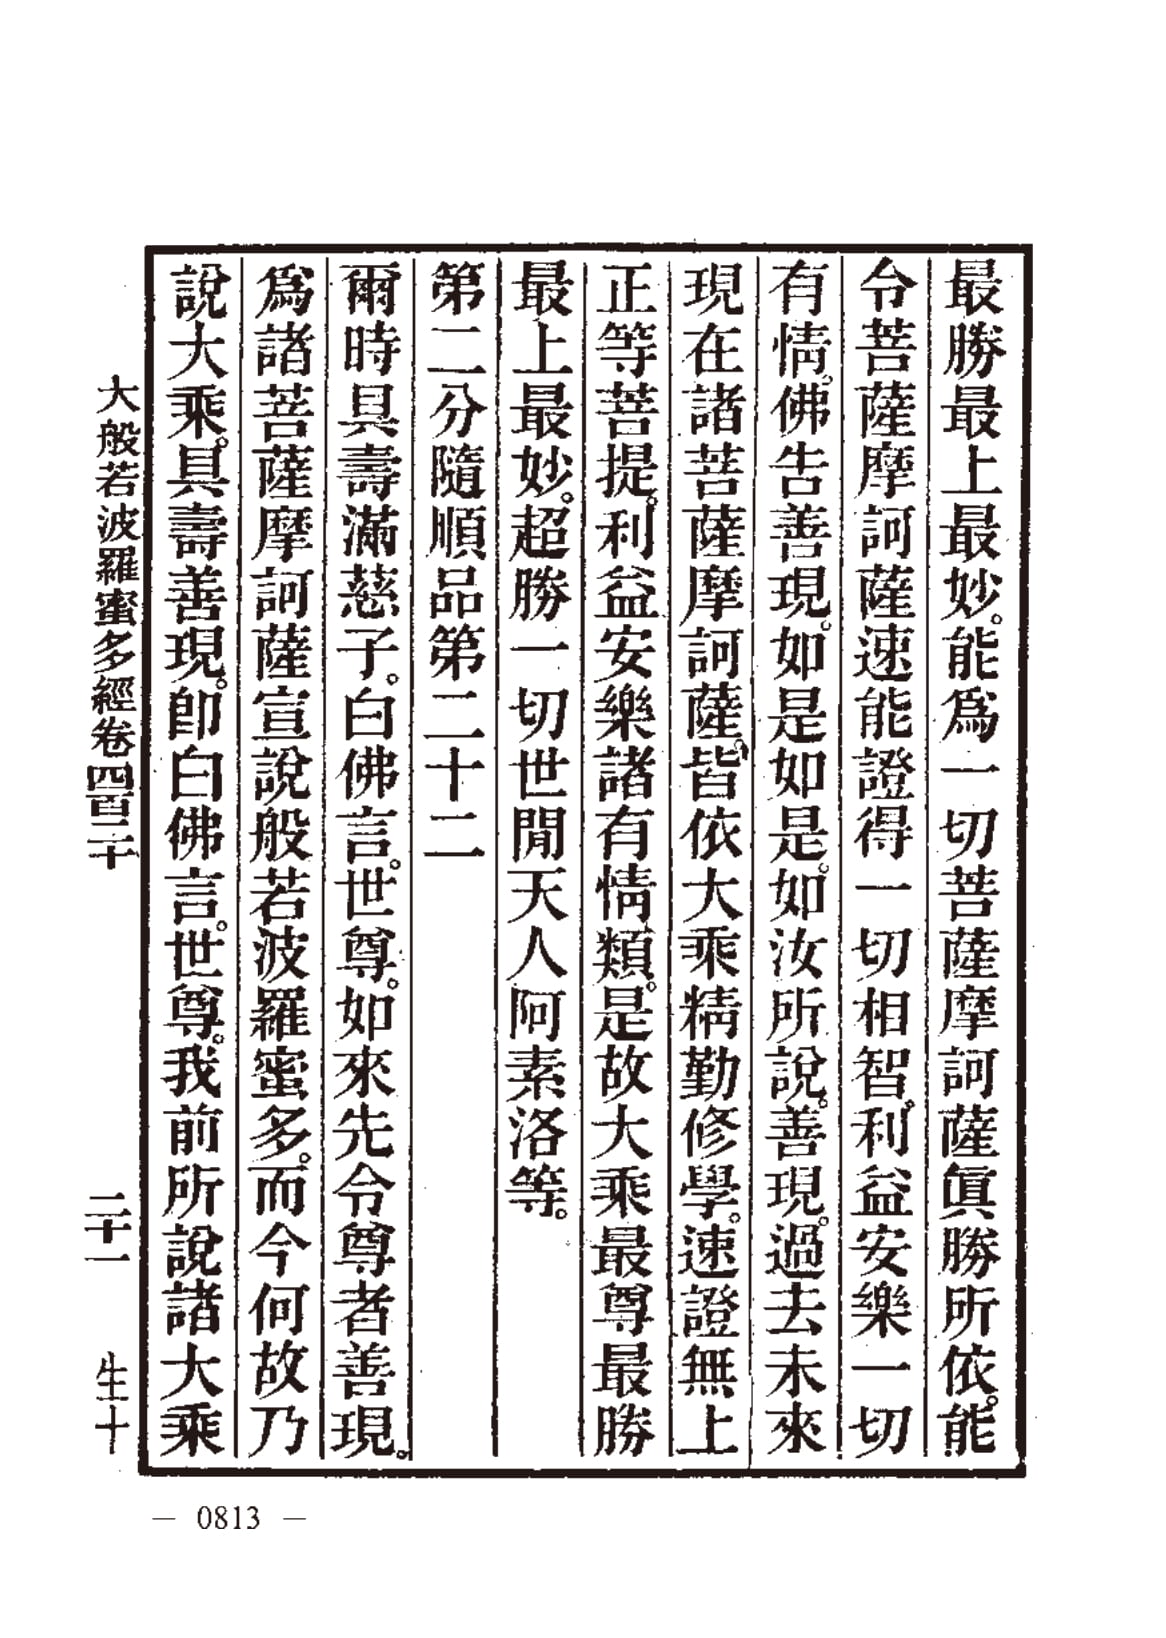 最勝最上最妙。能爲一切菩薩摩訶薩眞勝所依。能
令菩薩摩訶薩速能證得一切相智。利益安樂一切
有情。佛告善現。如是如是。如汝所說。善現。過去未來
現在諸菩薩摩訶薩。皆依大乘精勤修學。速證無上
正等菩提。利益安樂諸有情類。是故大乘最尊最勝
最上最妙。超勝一切世間天人阿素洛等。
第二分隨順品第二十二
爾時具壽滿慈子。白佛言。世尊。如來先令尊者善現。
爲諸菩薩摩訶薩宣說般若波羅蜜多。而今何故乃
說大乘。具壽善現。卽白佛言。世尊。我前所說諸大乘
大般若波羅蜜多經卷四百二十 二十一 生十
— 0813 —